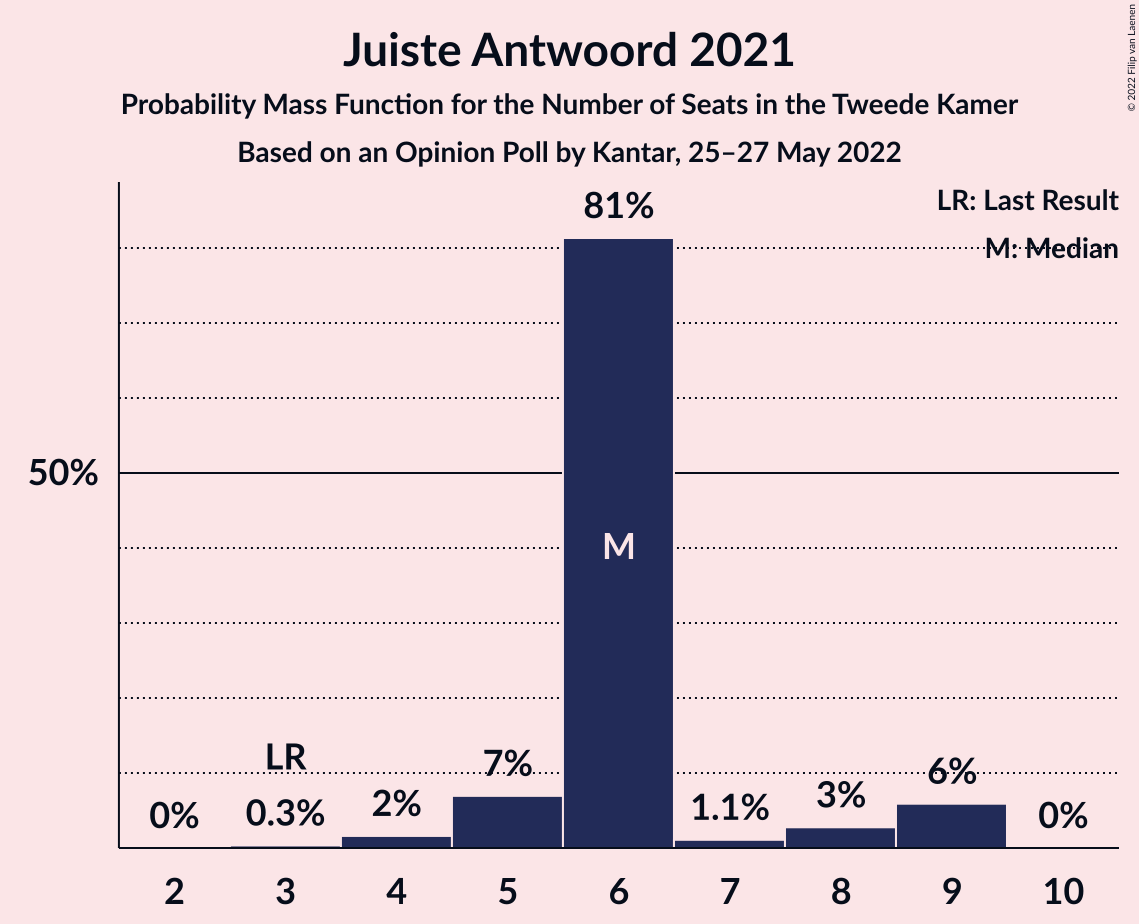 Juiste Antwoord 2021
Probability Mass Function for the Number of Seats in the Tweede Kamer
Based on an Opinion Poll by Kantar, 25–27 May 2022
© 2022 Filip van Laenen
LR: Last Result
M: Median
50%
0%
LR
0.3%
2%
7%
81%
M
1.1%
3%
6%
0%
2 3 4 5 6 7 8 9 10